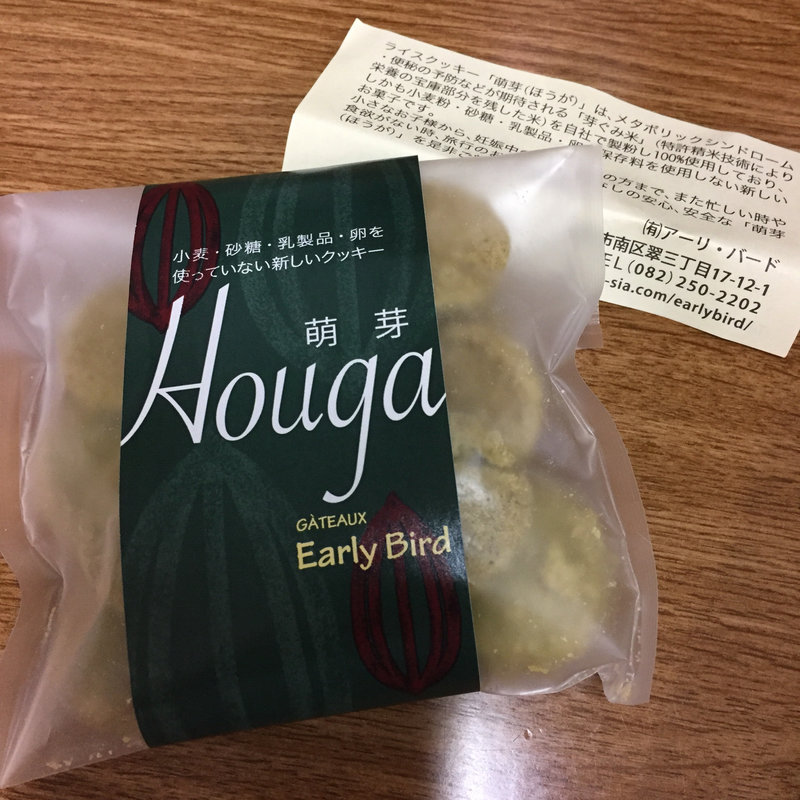 小麦・砂糖・乳製品・卵を
使っていない新しいクッキー
萌芽
Houga
GÀTEAUX
Early Bird
ライスクッキー「萌芽(ほうが)」は、メタボリックシンドローム
・便秘の予防などが期待される「芽ぐみ米」(特許精米技術により
栄養の宝庫部分を残した米)を自社で製粉し100%使用しており、
しかも小麦粉・砂糖・乳製品・卵 保存料を使用しない新しい
お菓子です。
小さなお子様から、妊娠中 の方まで、また忙しい時や
食欲がない時、旅行のお しの安心、安全な「萌芽
(ほうが)」を是非ご
(有)アーリ・バード
市南区翠三丁目17-12-1
TEL (082) 250-2202
-sia.com/earlybird/